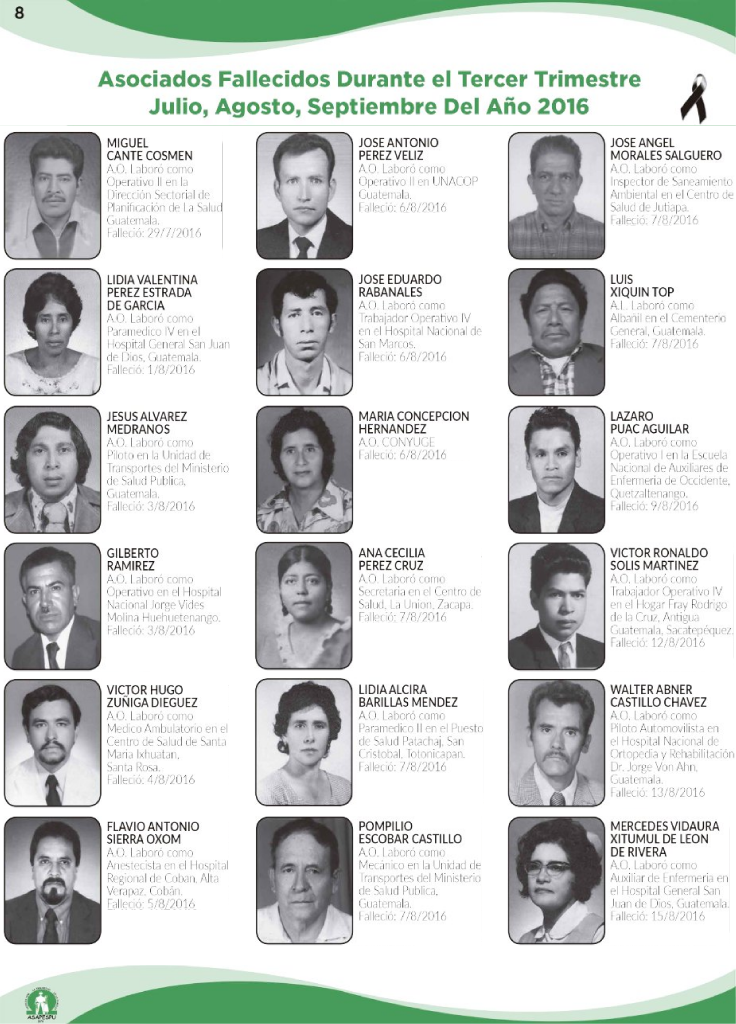 8
Asociados Fallecidos Durante el Tercer Trimestre
Julio, Agosto, Septiembre Del Año 2016
MIGUEL
CANTE COSMEN
A.O. Laboró como
Operativo II en la
Dirección Sectorial de
Planificación de La Salud
Guatemala.
Falleció: 29/7/2016
LIDIA VALENTINA
PEREZ ESTRADA
DE GARCIA
A.O. Laboró como
Paramedico IV en el
Hospital General San Juan
de Dios, Guatemala.
Falleció: 1/8/2016
JESUS ALVAREZ
MEDRANOS
A.O. Laboró como
Piloto en la Unidad de
Transportes del Ministerio
de Salud Publica,
Guatemala.
Falleció: 3/8/2016
GILBERTO
RAMIREZ
A.O. Laboró como
Operativo en el Hospital
Nacional Jorge Vides
Molina Huehuetenango.
Falleció: 3/8/2016
VICTOR HUGO
ZUÑIGA DIEGUEZ
A.O. Laboró como
Medico Ambulatorio en el
Centro de Salud de Santa
Maria Ixhuatan,
Santa Rosa.
Falleció: 4/8/2016
FLAVIO ANTONIO
SIERRA OXOM
A.O. Laboró como
Anestecista en el Hospital
Regional de Coban, Alta
Verapaz, Cobán.
Falleció: 5/8/2016
JOSE ANTONIO
PEREZ VELIZ
A.O. Laboró como
Operativo II en UNACOP
Guatemala.
Falleció: 6/8/2016
JOSE EDUARDO
RABANALES
A.O. Laboró como
Trabajador Operativo IV
en el Hospital Nacional de
San Marcos.
Falleció: 6/8/2016
MARIA CONCEPCION
HERNANDEZ
A.O. CONYUGE
Falleció: 6/8/2016
ANA CECILIA
PEREZ CRUZ
A.O. Laboró como
Secretaria en el Centro de
Salud, La Union, Zacapa.
Falleció: 7/8/2016
LIDIA ALCIRA
BARILLAS MENDEZ
A.O. Laboró como
Paramedico II en el Puesto
de Salud Patachaj, San
Cristobal, Totonicapan.
Falleció: 7/8/2016
POMPILIO
ESCOBAR CASTILLO
A.O. Laboró como
Mecánico en la Unidad de
Transportes del Ministerio
de Salud Publica,
Guatemala.
Falleció: 7/8/2016
JOSE ANGEL
MORALES SALGUERO
A.O. Laboró como
Inspector de Saneamiento
Ambiental en el Centro de
Salud de Jutiapa.
Falleció: 7/8/2016
LUIS
XIQUIN TOP
A.L. Laboró como
Albañil en el Cementerio
General, Guatemala.
Falleció: 7/8/2016
LAZARO
PUAC AGUILAR
A.O. Laboró como
Operativo I en la Escuela
Nacional de Auxiliares de
Enfermeria de Occidente,
Quetzaltenango.
Falleció: 9/8/2016
VICTOR RONALDO
SOLIS MARTINEZ
A.O. Laboró como
Trabajador Operativo IV
en el Hogar Fray Rodrigo
de la Cruz, Antigua
Guatemala, Sacatepéquez.
Falleció: 12/8/2016
WALTER ABNER
CASTILLO CHAVEZ
A.O. Laboró como
Piloto Automovilista en
el Hospital Nacional de
Ortopedia y Rehabilitación
Dr. Jorge Von Ahn,
Guatemala.
Falleció: 13/8/2016
MERCEDES VIDAURA
XITUMUL DE LEON
DE RIVERA
A.O. Laboró como
Auxiliar de Enfermeria en
el Hospital General San
Juan de Dios, Guatemala.
Falleció: 15/8/2016
ASAPESPU